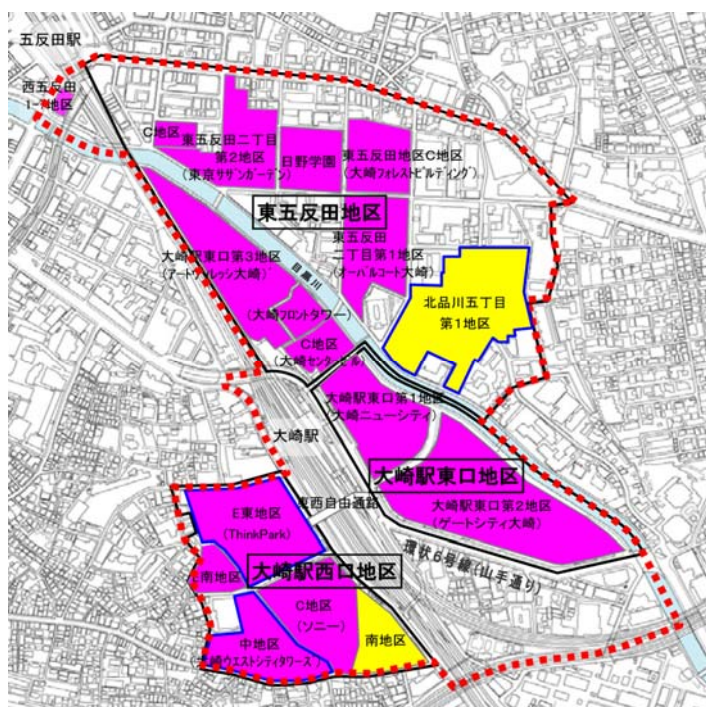 五反田駅
西五反田
1-7地区
C地区
東五反田二丁目
第2地区
(東京サザンガーデン)
日野学園
東五反田地区C地区
(大崎フォレストビルディング)
東五反田地区
東五反田
二丁目第1地区
(オーバルコート大崎)
大崎駅東口第3地区
(アートヴィレッジ大崎)
目黒川
北品川五丁目
第1地区
(大崎フロントタワー)
C地区
(大崎センタービル)
大崎駅東口第1地区
(大崎ニューシティ)
大崎駅
大崎駅東口地区
大崎駅東口第2地区
(ゲートシティ大崎)
東西自由通路
E東地区
(ThinkPark)
環状6号線(山手通り)
大崎駅西口地区
E南地区
C地区
(ソニー)
南地区
中地区
(大崎ウエストシティタワーズ)